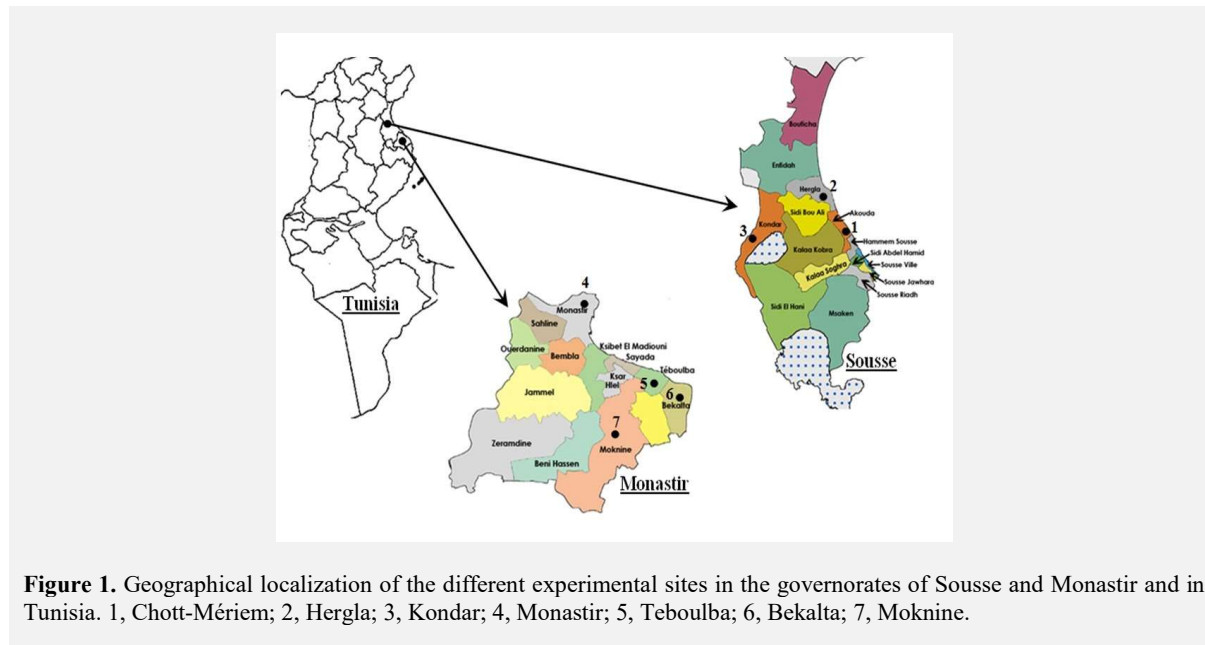 Tunisia
Bouficha
Enfidah
Hergla
2
Sidi Bou Ali
Akouda
Kondar
1
3
Hammem Sousse
Kalaa Kobra
Sidi Abdel Hamid
Sousse Ville
Kalaa Soghra
Sousse Jawhara
Sousse Riadh
Sidi El Hani
Msaken
Sousse
4
Monastir
Sahline
Ouerdanine
Bembla
Ksibet El Madiouni
Sayada
Téboulba
Ksar
Hlel
5
6
Bekalta
Jammel
7
Moknine
Zeramdine
Beni Hassen
Monastir
Figure 1. Geographical localization of the different experimental sites in the governorates of Sousse and Monastir and in
Tunisia. 1, Chott-Mériem; 2, Hergla; 3, Kondar; 4, Monastir; 5, Teboulba; 6, Bekalta; 7, Moknine.